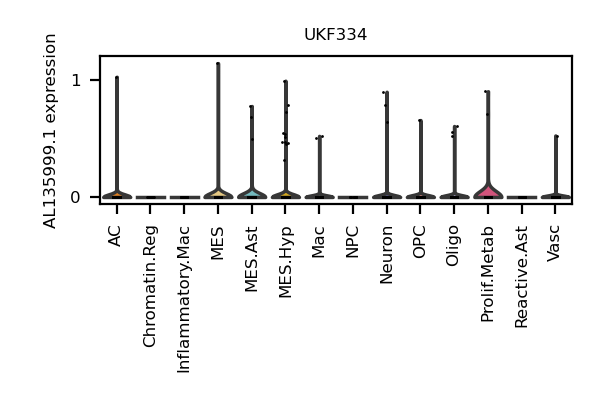 UKF334
AL135999.1 expression
1
0
AC
Chromatin.Reg
Inflammatory.Mac
MES
MES.Ast
MES.Hyp
Mac
NPC
Neuron
OPC
Oligo
Prolif.Metab
Reactive.Ast
Vasc